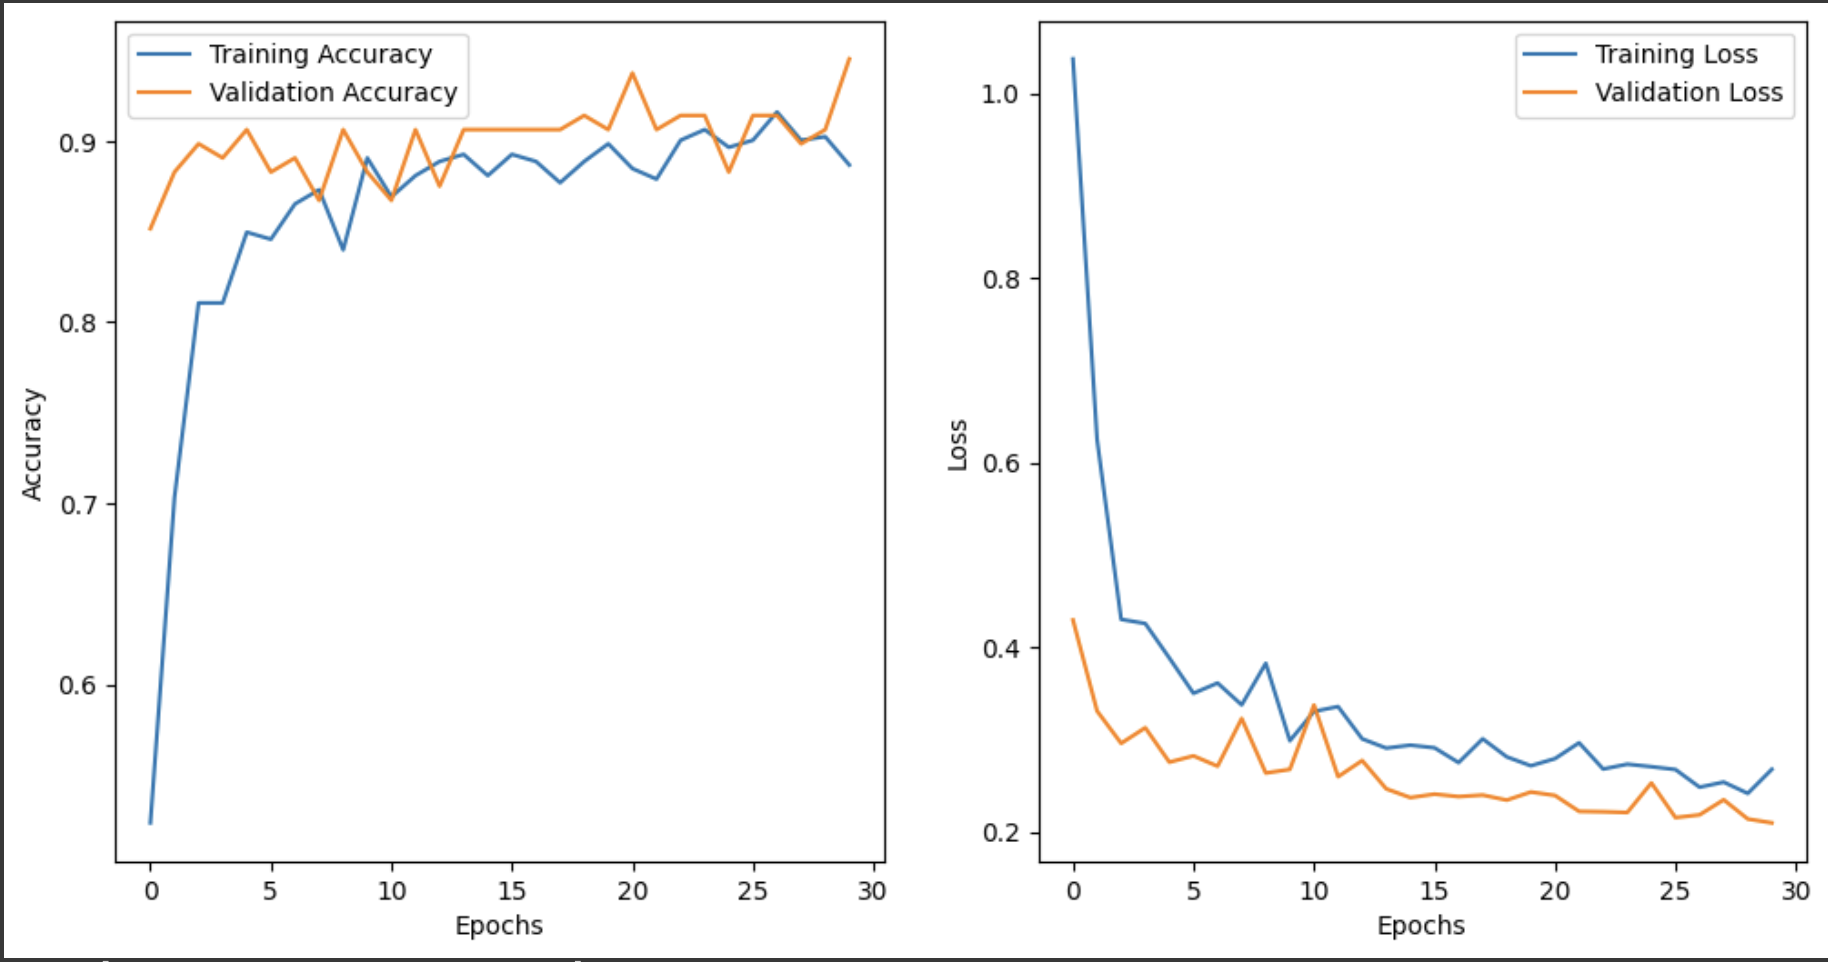 Training Accuracy
Validation Accuracy
0.9
0.8
0.7
0.6
Accuracy
0 5 10 15 20 25 30
Epochs
Training Loss
Validation Loss
1.0
0.8
0.6
0.4
0.2
Loss
0 5 10 15 20 25 30
Epochs